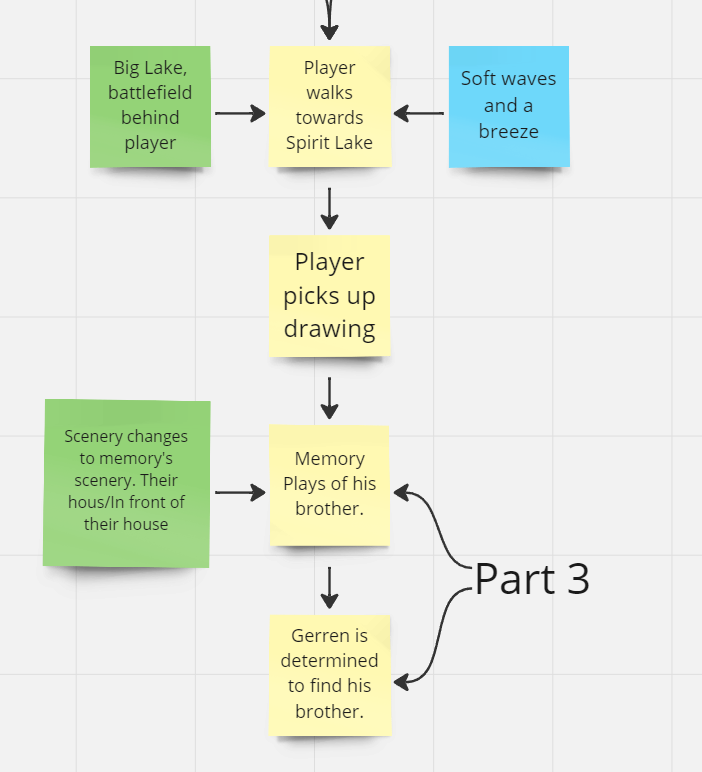 Big Lake,
battlefield
behind
player
Player
walks
towards
Spirit Lake
Soft waves
and a
breeze
Player
picks up
drawing
Scenery changes
to memory's
scenery. Their
hous/In front of
their house
Memory
Plays of his
brother.
Part 3
Gerren is
determined
to find his
brother.